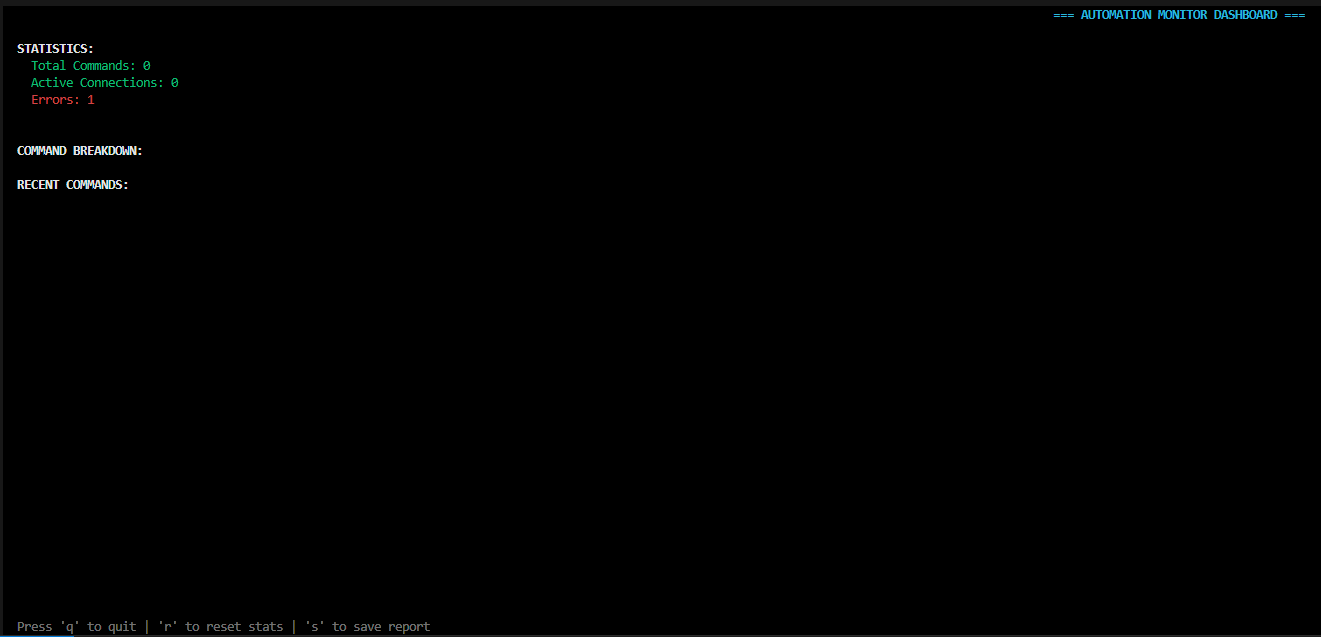 === AUTOMATION MONITOR DASHBOARD ===
STATISTICS:
Total Commands: 0
Active Connections: 0
Errors: 1
COMMAND BREAKDOWN:
RECENT COMMANDS:
Press 'q' to quit | 'r' to reset stats | 's' to save report